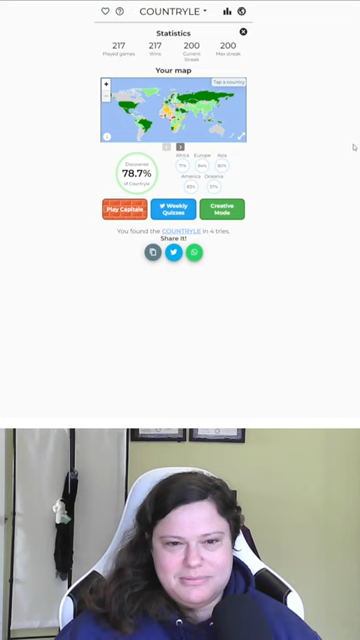 COUNTRYLE
Statistics
217 217 200 200
Played games Wins Current Streak Max streak
Your map
Tap a country
Discovered
78.7%
of Countryle
Africa Europe Asia
America Oceania
Play Capitale
Weekly Quizzes
Creative Mode
You found the COUNTRYLE in 4 tries.
Share it!